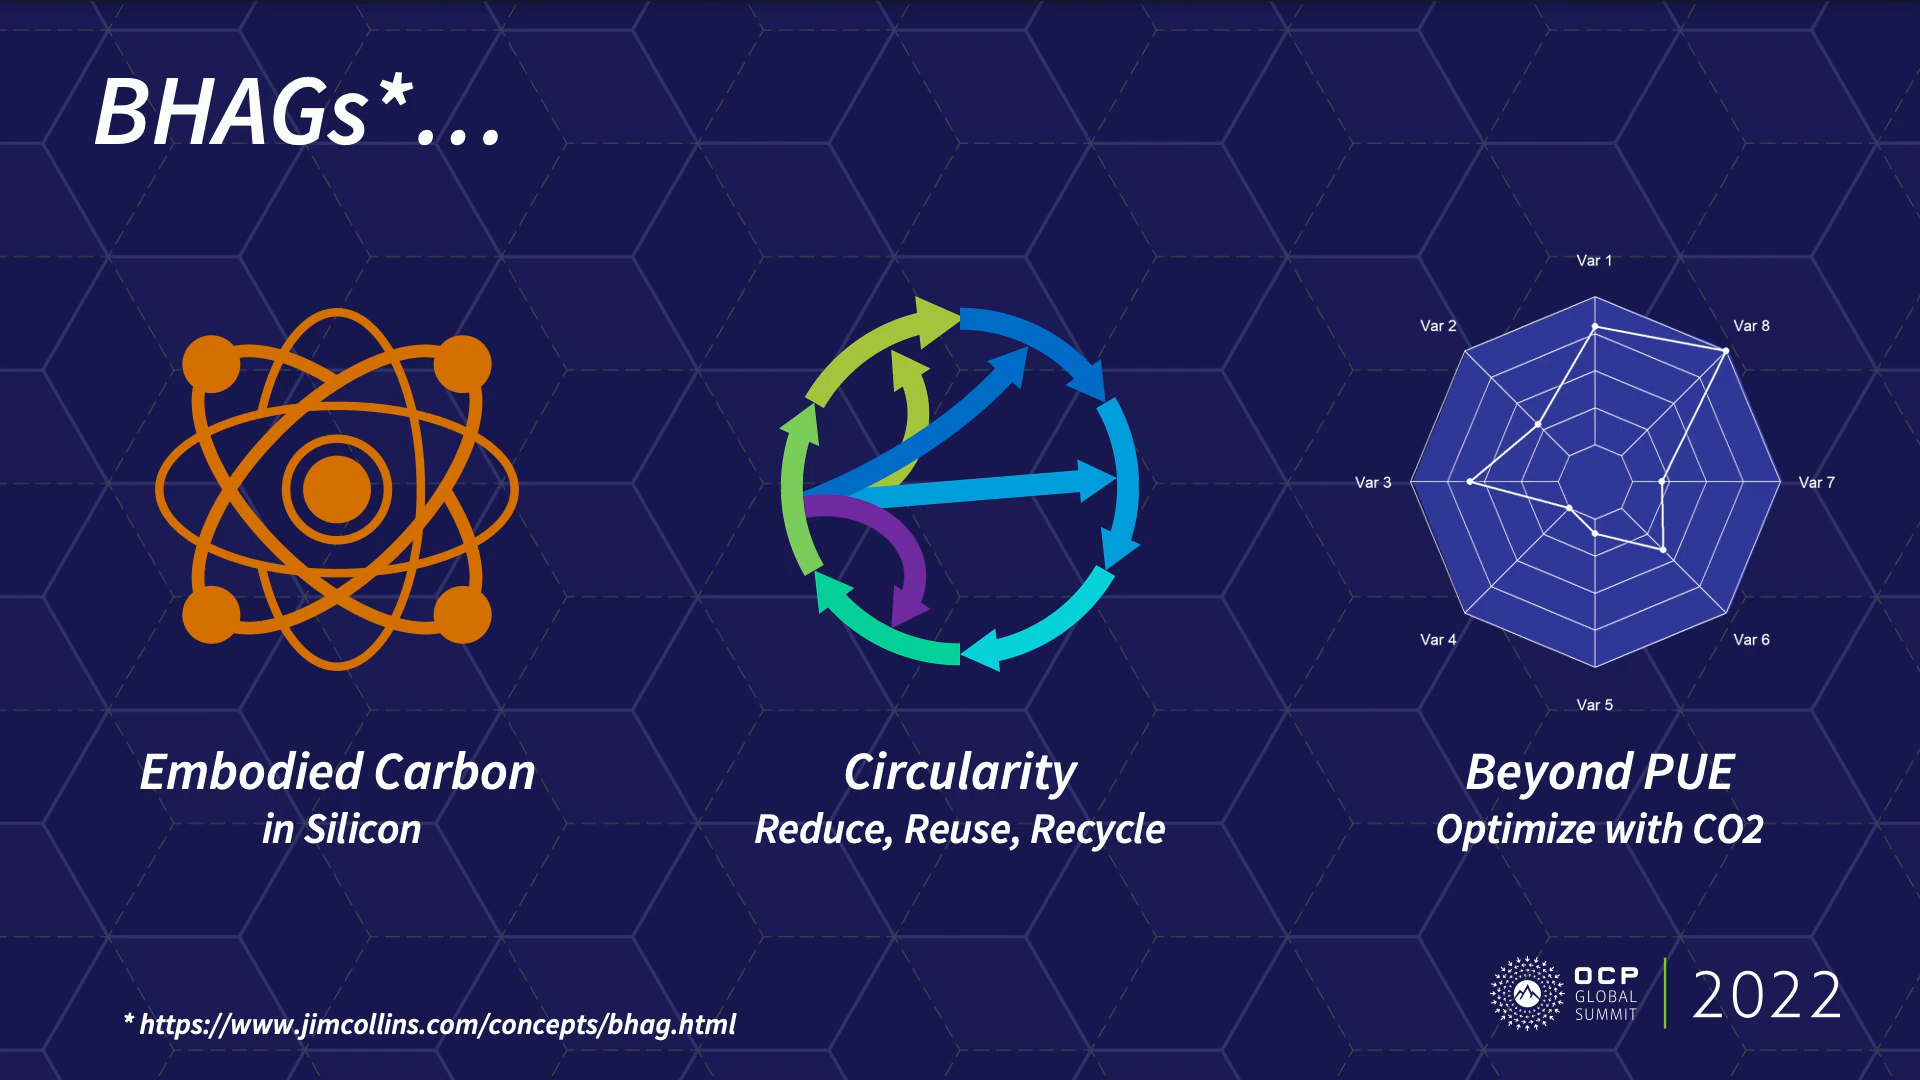 BHAGs*...
Var 1
Var 2
Var 8
Var 3
Var 7
Var 4
Var 6
Var 5
Embodied Carbon
in Silicon
Circularity
Reduce, Reuse, Recycle
Beyond PUE
Optimize with CO2
* https://www.jimcollins.com/concepts/bhag.html
OCP
GLOBAL
SUMMIT
2022